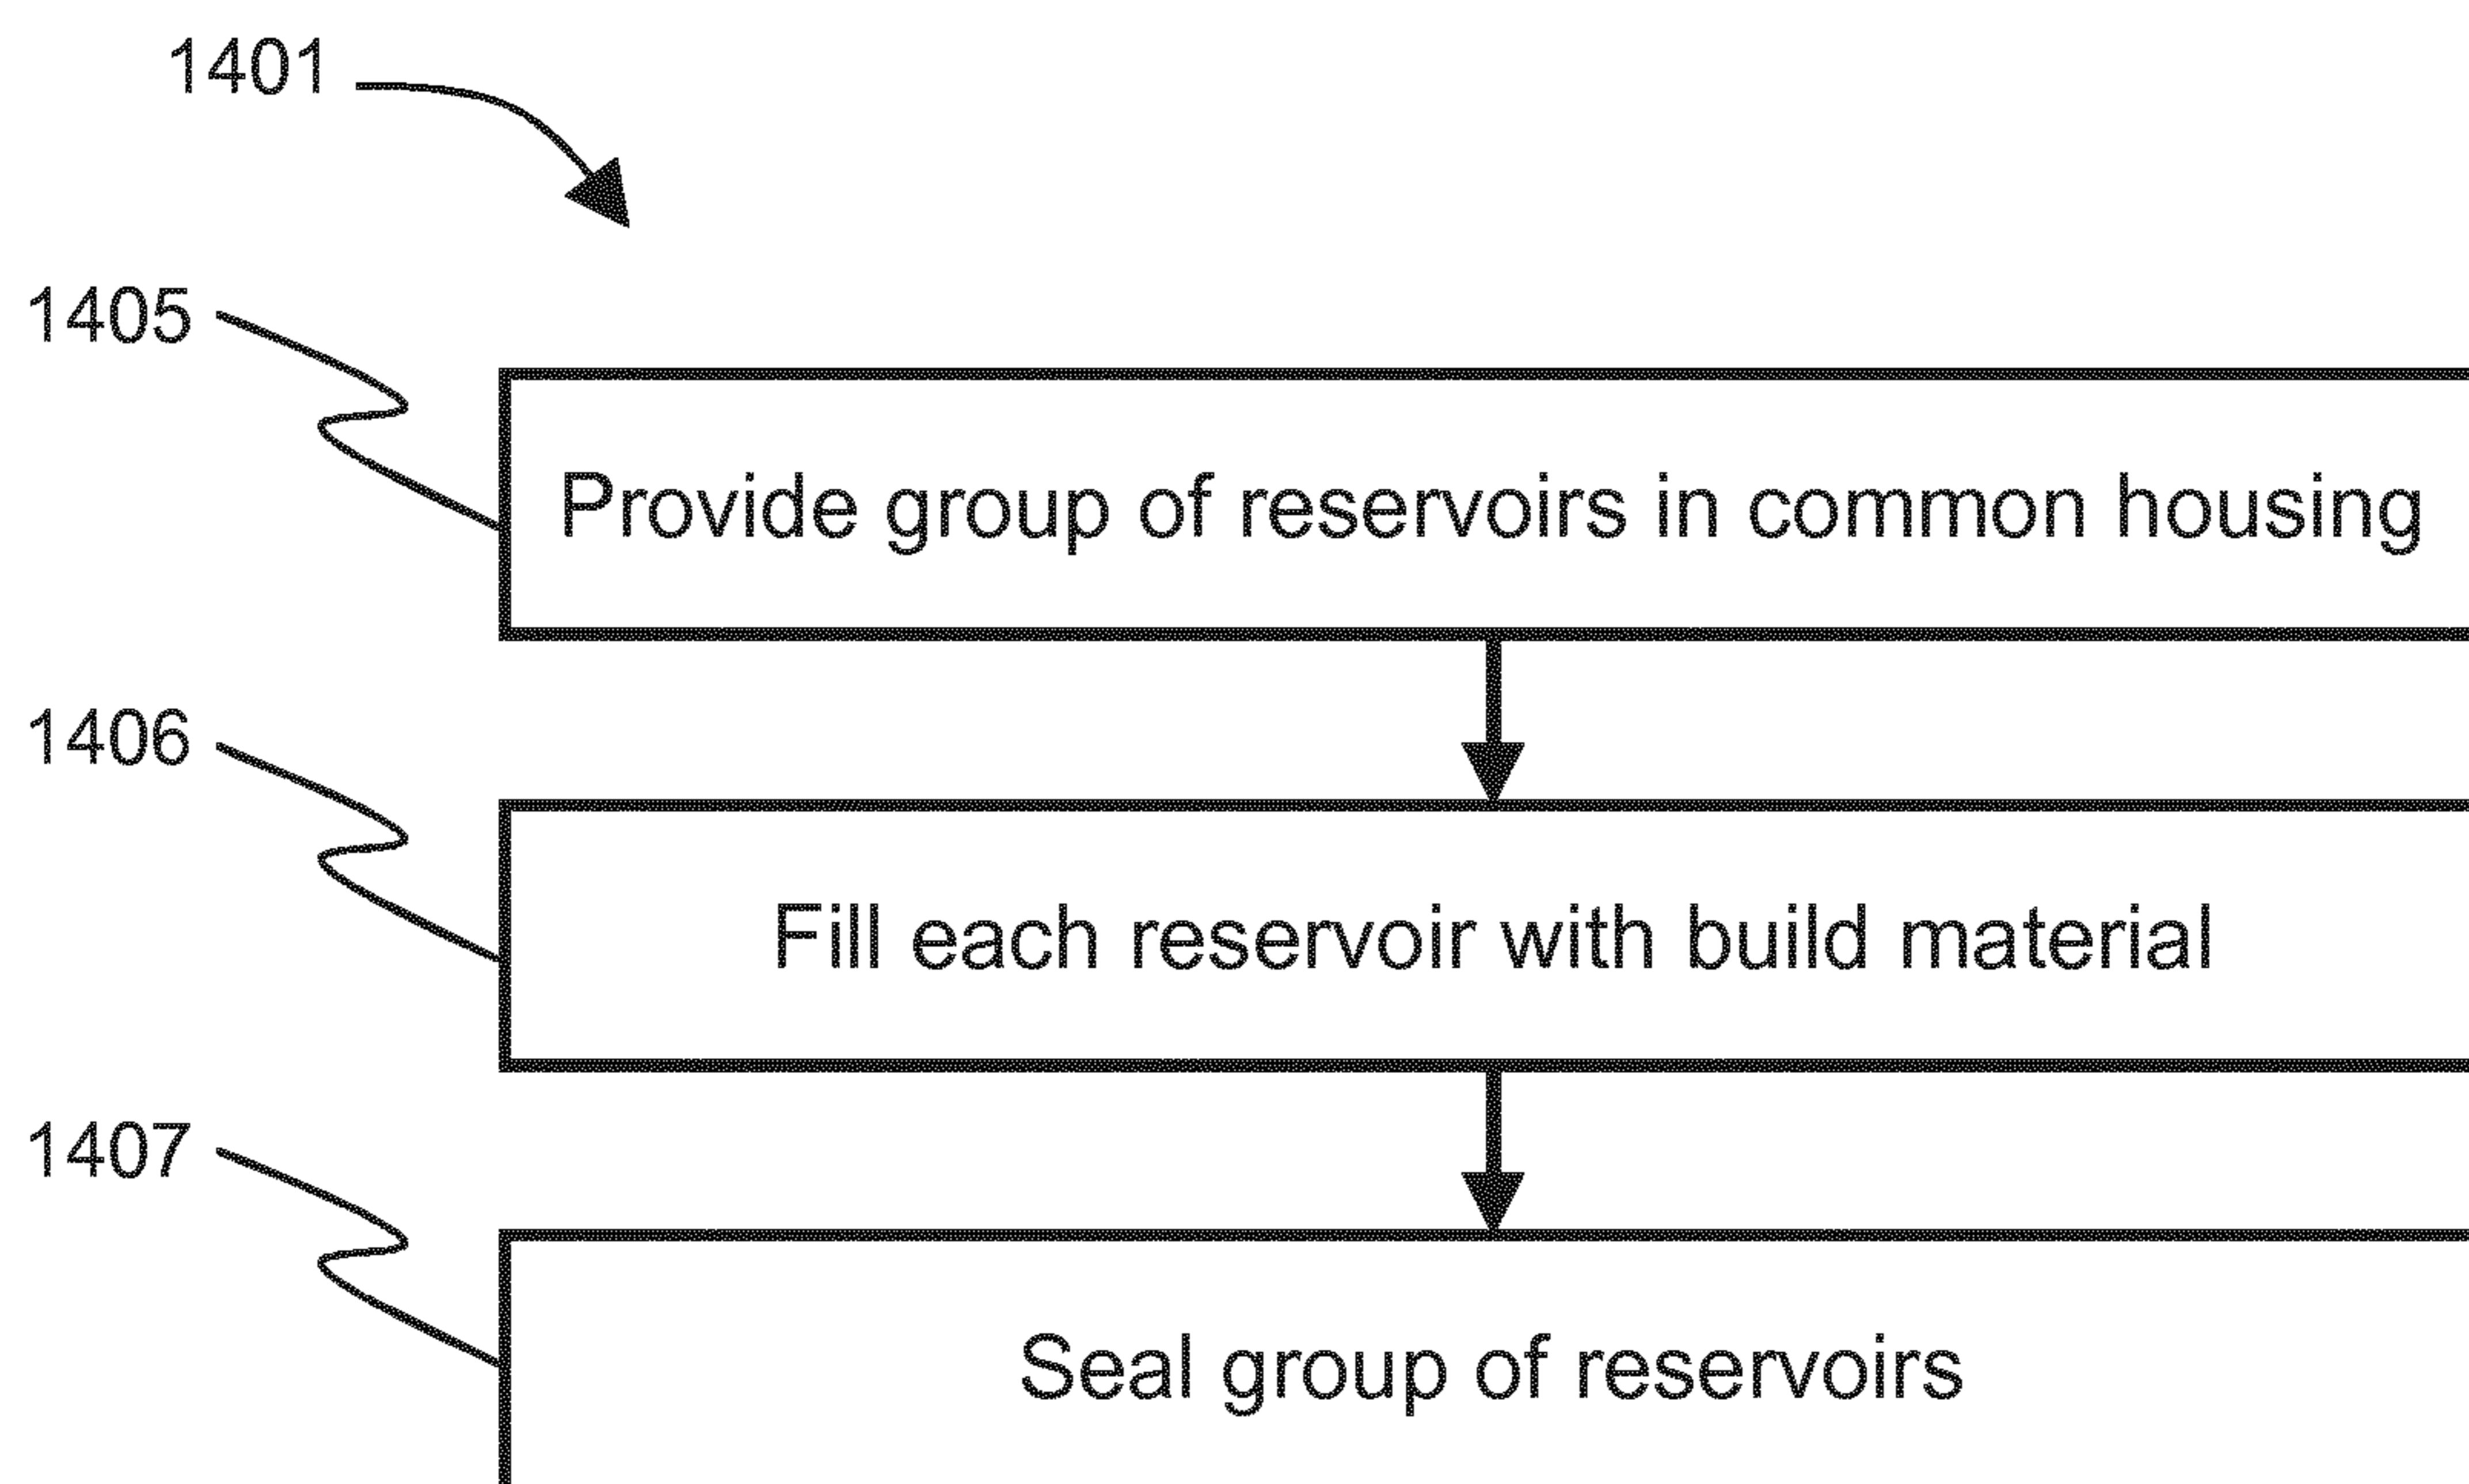 1401
1405
Provide group of reservoirs in common housing
1406
Fill each reservoir with build material
1407
Seal group of reservoirs